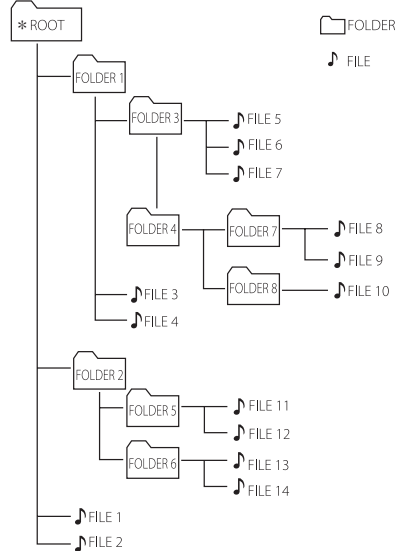 * ROOT
FOLDER
FILE
FOLDER 1
FOLDER 3
FILE 5
FILE 6
FILE 7
FOLDER 4
FOLDER 7
FILE 8
FILE 9
FOLDER 8
FILE 10
FILE 3
FILE 4
FOLDER 2
FOLDER 5
FILE 11
FILE 12
FOLDER 6
FILE 13
FILE 14
FILE 1
FILE 2